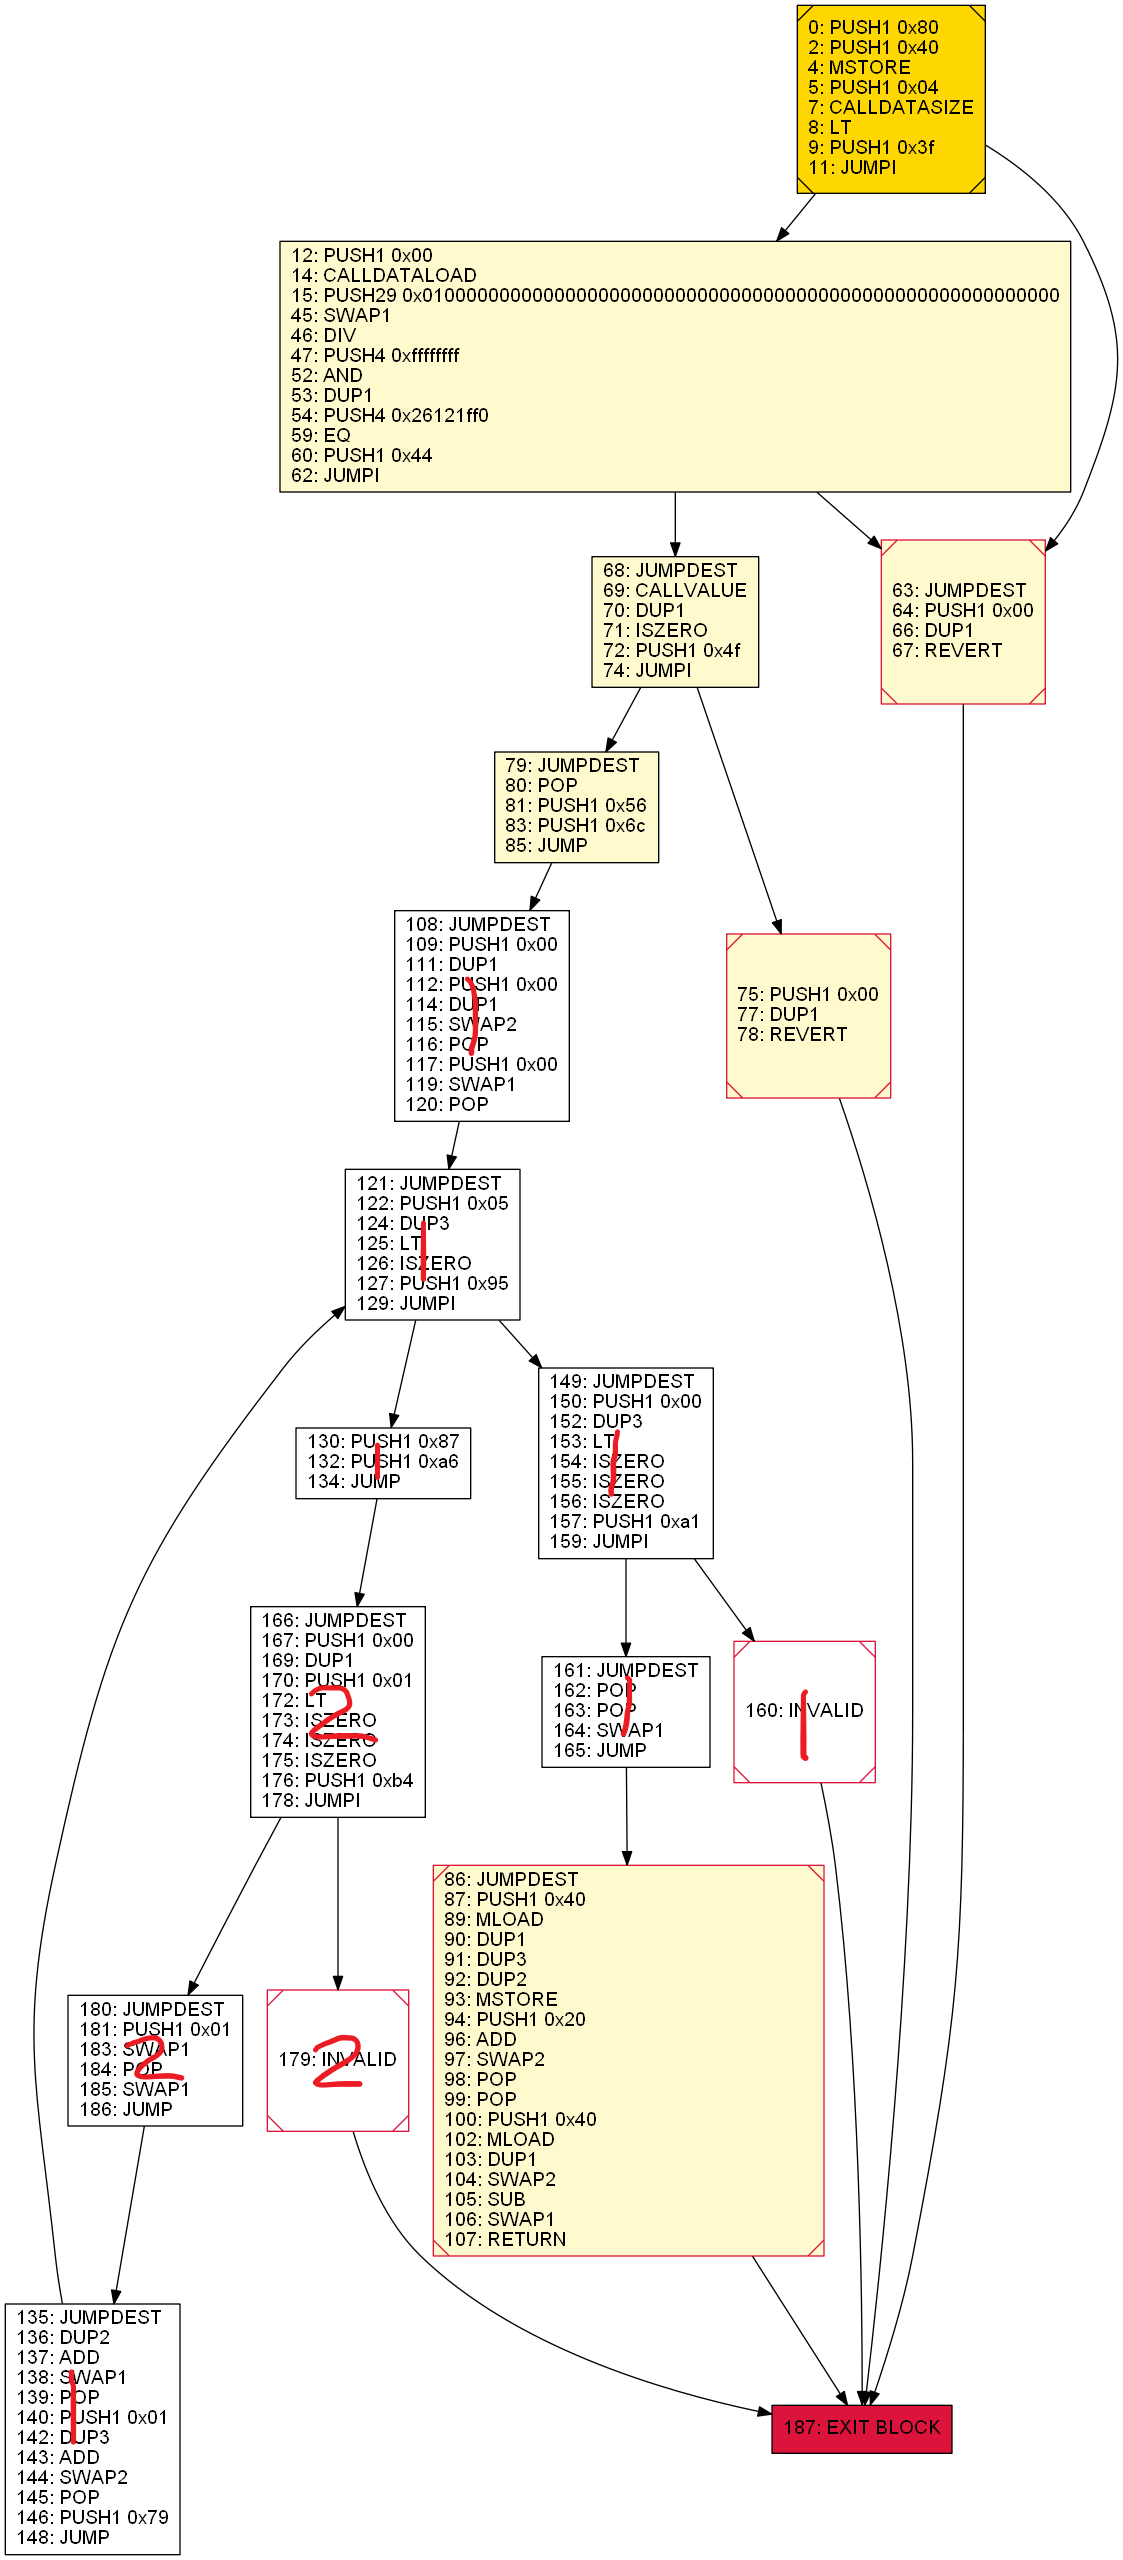 0: PUSH1 0x80
2: PUSH1 0x40
4: MSTORE
5: PUSH1 0x04
7: CALLDATASIZE
8: LT
9: PUSH1 0x3f
11: JUMPI
12: PUSH1 0x00
14: CALLDATALOAD
15: PUSH29 0x0100000000000000000000000000000000000000000000000000000000
45: SWAP1
46: DIV
47: PUSH4 0xffffffff
52: AND
53: DUP1
54: PUSH4 0x26121ff0
59: EQ
60: PUSH1 0x44
62: JUMPI
68: JUMPDEST
69: CALLVALUE
70: DUP1
71: ISZERO
72: PUSH1 0x4f
74: JUMPI
63: JUMPDEST
64: PUSH1 0x00
66: DUP1
67: REVERT
79: JUMPDEST
80: POP
81: PUSH1 0x56
83: PUSH1 0x6c
85: JUMP
108: JUMPDEST
109: PUSH1 0x00
111: DUP1
112: PUSH1 0x00
114: DUP1
115: SWAP2
116: POP
117: PUSH1 0x00
119: SWAP1
120: POP
1
75: PUSH1 0x00
77: DUP1
78: REVERT
121: JUMPDEST
122: PUSH1 0x05
124: DUP3
125: LT
126: ISZERO
127: PUSH1 0x95
129: JUMPI
1
130: PUSH1 0x87
132: PUSH1 0xa6
134: JUMP
1
149: JUMPDEST
150: PUSH1 0x00
152: DUP3
153: LT
154: ISZERO
155: ISZERO
156: ISZERO
157: PUSH1 0xa1
159: JUMPI
1
166: JUMPDEST
167: PUSH1 0x00
169: DUP1
170: PUSH1 0x01
172: LT
173: ISZERO
174: ISZERO
175: ISZERO
176: PUSH1 0xb4
178: JUMPI
2
161: JUMPDEST
162: POP
163: POP
164: SWAP1
165: JUMP
1
160: INVALID
1
180: JUMPDEST
181: PUSH1 0x01
183: SWAP1
184: POP
185: SWAP1
186: JUMP
2
179: INVALID
2
86: JUMPDEST
87: PUSH1 0x40
89: MLOAD
90: DUP1
91: DUP3
92: DUP2
93: MSTORE
94: PUSH1 0x20
96: ADD
97: SWAP2
98: POP
99: POP
100: PUSH1 0x40
102: MLOAD
103: DUP1
104: SWAP2
105: SUB
106: SWAP1
107: RETURN
135: JUMPDEST
136: DUP2
137: ADD
138: SWAP1
139: POP
140: PUSH1 0x01
142: DUP3
143: ADD
144: SWAP2
145: POP
146: PUSH1 0x79
148: JUMP
1
187: EXIT BLOCK